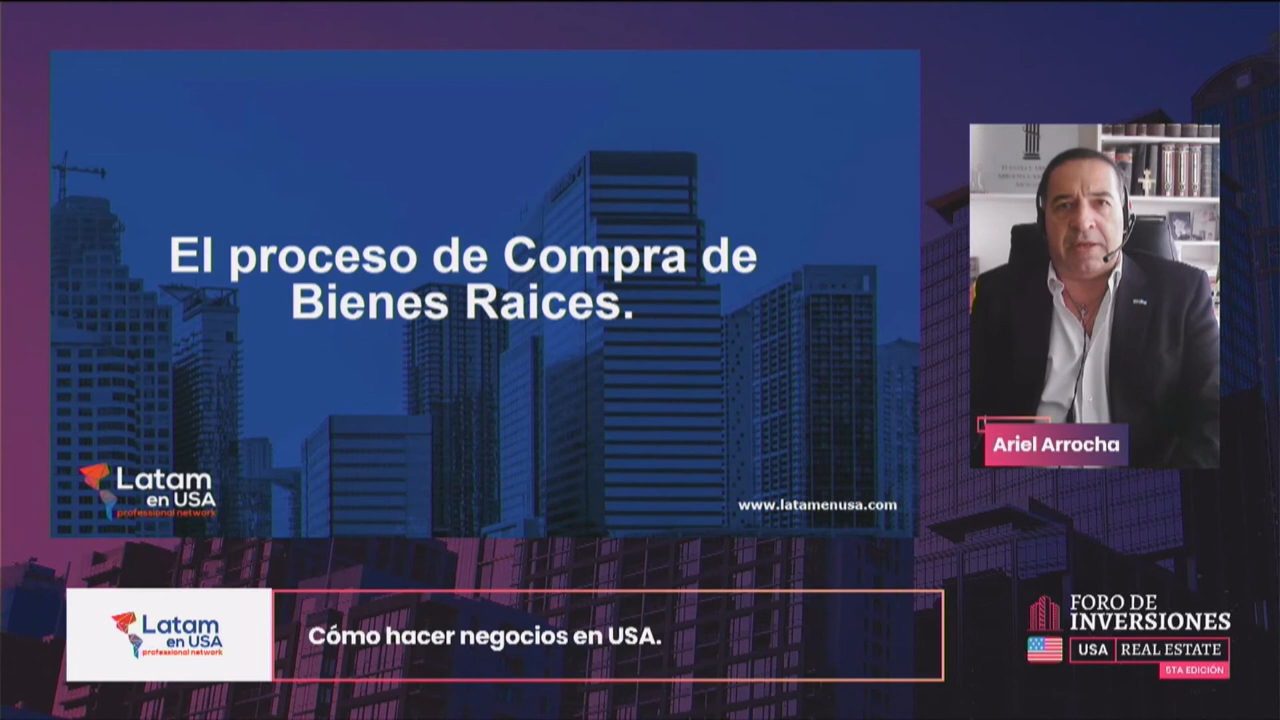 El proceso de Compra de
Bienes Raices.
Latam
en USA
professional network
www.latamenusa.com
Ariel Arrocha
Latam
en USA
professional network
Cómo hacer negocios en USA.
FORO DE
INVERSIONES
USA REAL ESTATE
5TA EDICIÓN